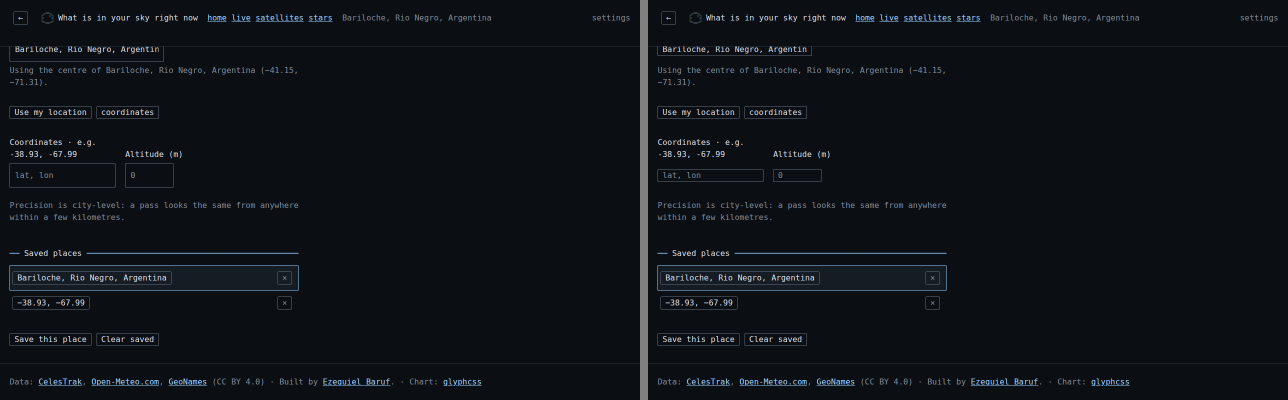 ← What is in your sky right now home live satellites stars Bariloche, Rio Negro, Argentina settings
Bariloche, Rio Negro, Argentin
Using the centre of Bariloche, Rio Negro, Argentina (−41.15,
−71.31).
Use my location coordinates
Coordinates · e.g.
-38.93, -67.99 Altitude (m)
lat, lon 0
Precision is city-level: a pass looks the same from anywhere
within a few kilometres.
Saved places
Bariloche, Rio Negro, Argentina ×
−38.93, −67.99 ×
Save this place Clear saved
Data: CelesTrak, Open-Meteo.com, GeoNames (CC BY 4.0) · Built by Ezequiel Baruf. · Chart: glyphcss
← What is in your sky right now home live satellites stars Bariloche, Rio Negro, Argentina settings
Bariloche, Rio Negro, Argentin
Using the centre of Bariloche, Rio Negro, Argentina (−41.15,
−71.31).
Use my location coordinates
Coordinates · e.g.
-38.93, -67.99 Altitude (m)
lat, lon 0
Precision is city-level: a pass looks the same from anywhere
within a few kilometres.
Saved places
Bariloche, Rio Negro, Argentina ×
−38.93, −67.99 ×
Save this place Clear saved
Data: CelesTrak, Open-Meteo.com, GeoNames (CC BY 4.0) · Built by Ezequiel Baruf. · Chart: glyphcss